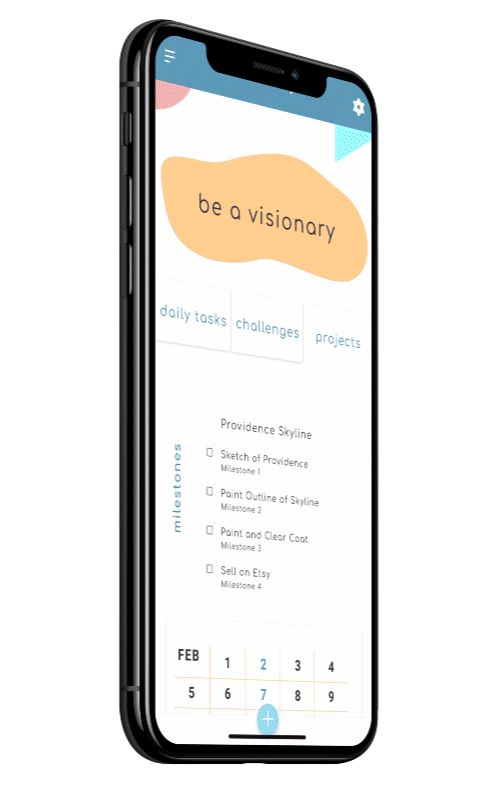 be a visionary
daily tasks challenges projects
Providence Skyline
milestones
Sketch of Providence
Milestone 1
Paint Outline of Skyline
Milestone 2
Paint and Clear Coat
Milestone 3
Sell on Etsy
Milestone 4
FEB 1 2 3 4
5 6 7 8 9